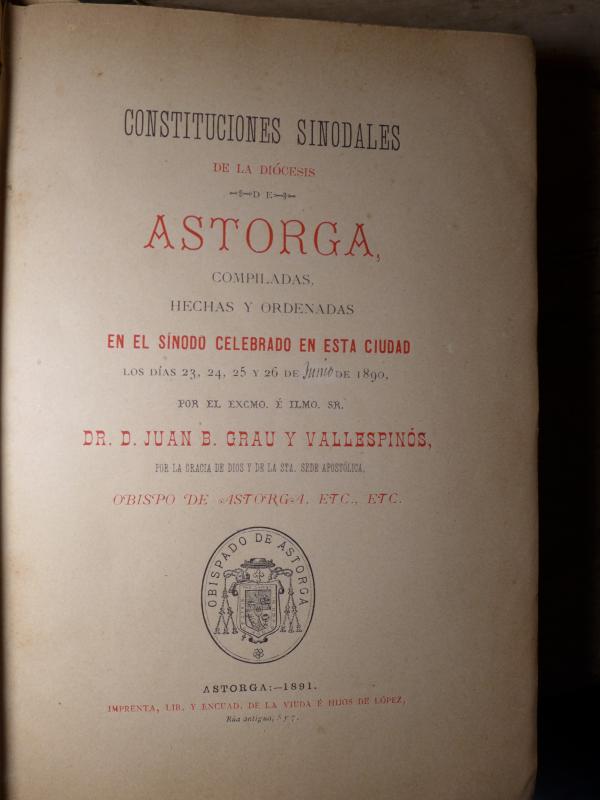 CONSTITUCIONES SINODALES
DE LA DIÓCESIS
DE
ASTORGA,
COMPILADAS,
HECHAS Y ORDENADAS
EN EL SÍNODO CELEBRADO EN ESTA CIUDAD
LOS DÍAS 23, 24, 25 Y 26 DE Junio DE 1890,
POR EL EXCMO. É ILMO. SR.
DR. D. JUAN B. GRAU Y VALLESPINÓS,
POR LA GRACIA DE DIOS Y DE LA STA. SEDE APOSTÓLICA,
OBISPO DE ASTORGA, ETC., ETC.
OBISPADO DE ASTORGA
ASTORGA:—1891.
IMPRENTA, LIB. Y ENCUAD. DE LA VIUDA É HIJOS DE LÓPEZ,
Rúa antigua, 5 y 7.